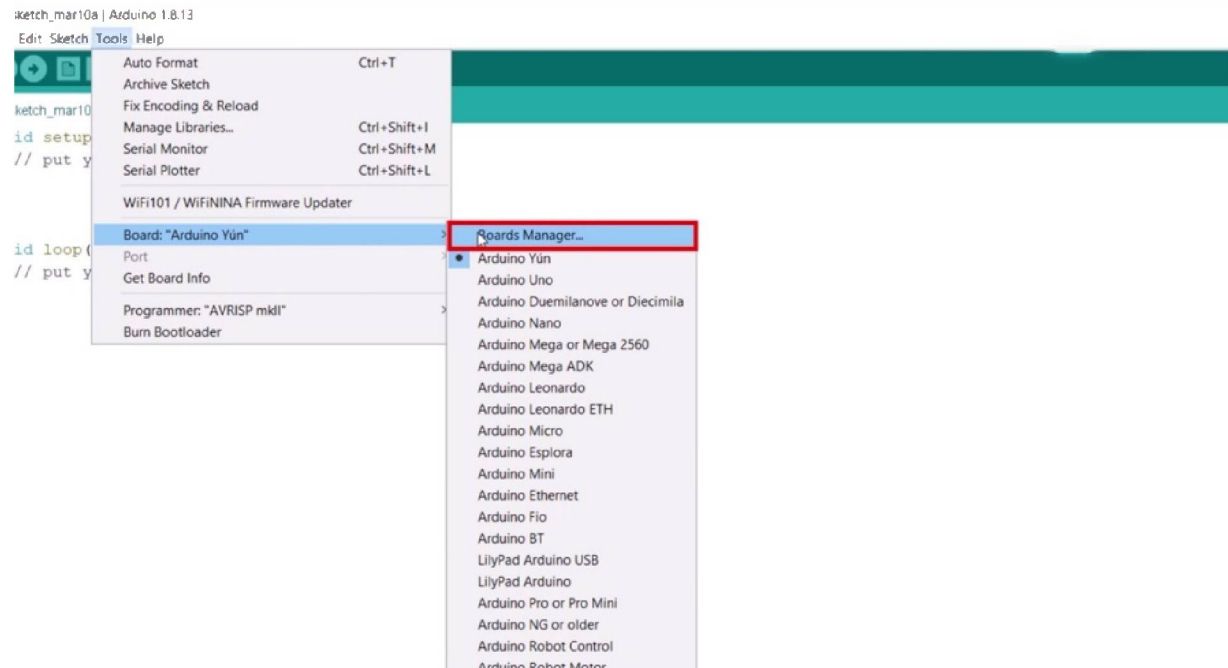 sketch_mar10a | Arduino 1.8.13
Edit Sketch Tools Help
Auto Format Ctrl+T
Archive Sketch
Fix Encoding & Reload
Manage Libraries... Ctrl+Shift+I
Serial Monitor Ctrl+Shift+M
Serial Plotter Ctrl+Shift+L
WiFi101 / WiFiNINA Firmware Updater
Board: "Arduino Yún"
Port
Get Board Info
Programmer: "AVRISP mkII"
Burn Bootloader
ketch_mar10
id setup
// put y
id loop(
// put y
Boards Manager...
Arduino Yún
Arduino Uno
Arduino Duemilanove or Diecimila
Arduino Nano
Arduino Mega or Mega 2560
Arduino Mega ADK
Arduino Leonardo
Arduino Leonardo ETH
Arduino Micro
Arduino Esplora
Arduino Mini
Arduino Ethernet
Arduino Fio
Arduino BT
LilyPad Arduino USB
LilyPad Arduino
Arduino Pro or Pro Mini
Arduino NG or older
Arduino Robot Control
Arduino Robot Motor